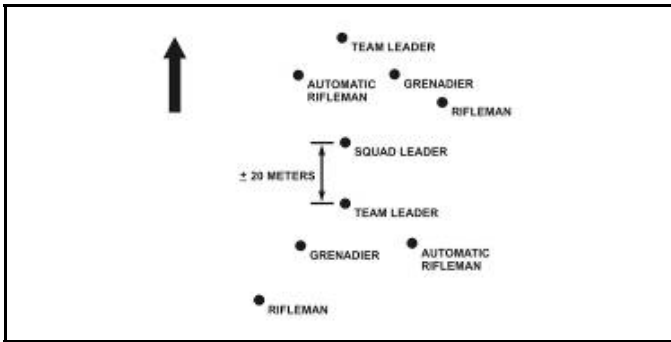 TEAM LEADER
AUTOMATIC
RIFLEMAN
GRENADIER
RIFLEMAN
SQUAD LEADER
± 20 METERS
TEAM LEADER
GRENADIER
AUTOMATIC
RIFLEMAN
RIFLEMAN